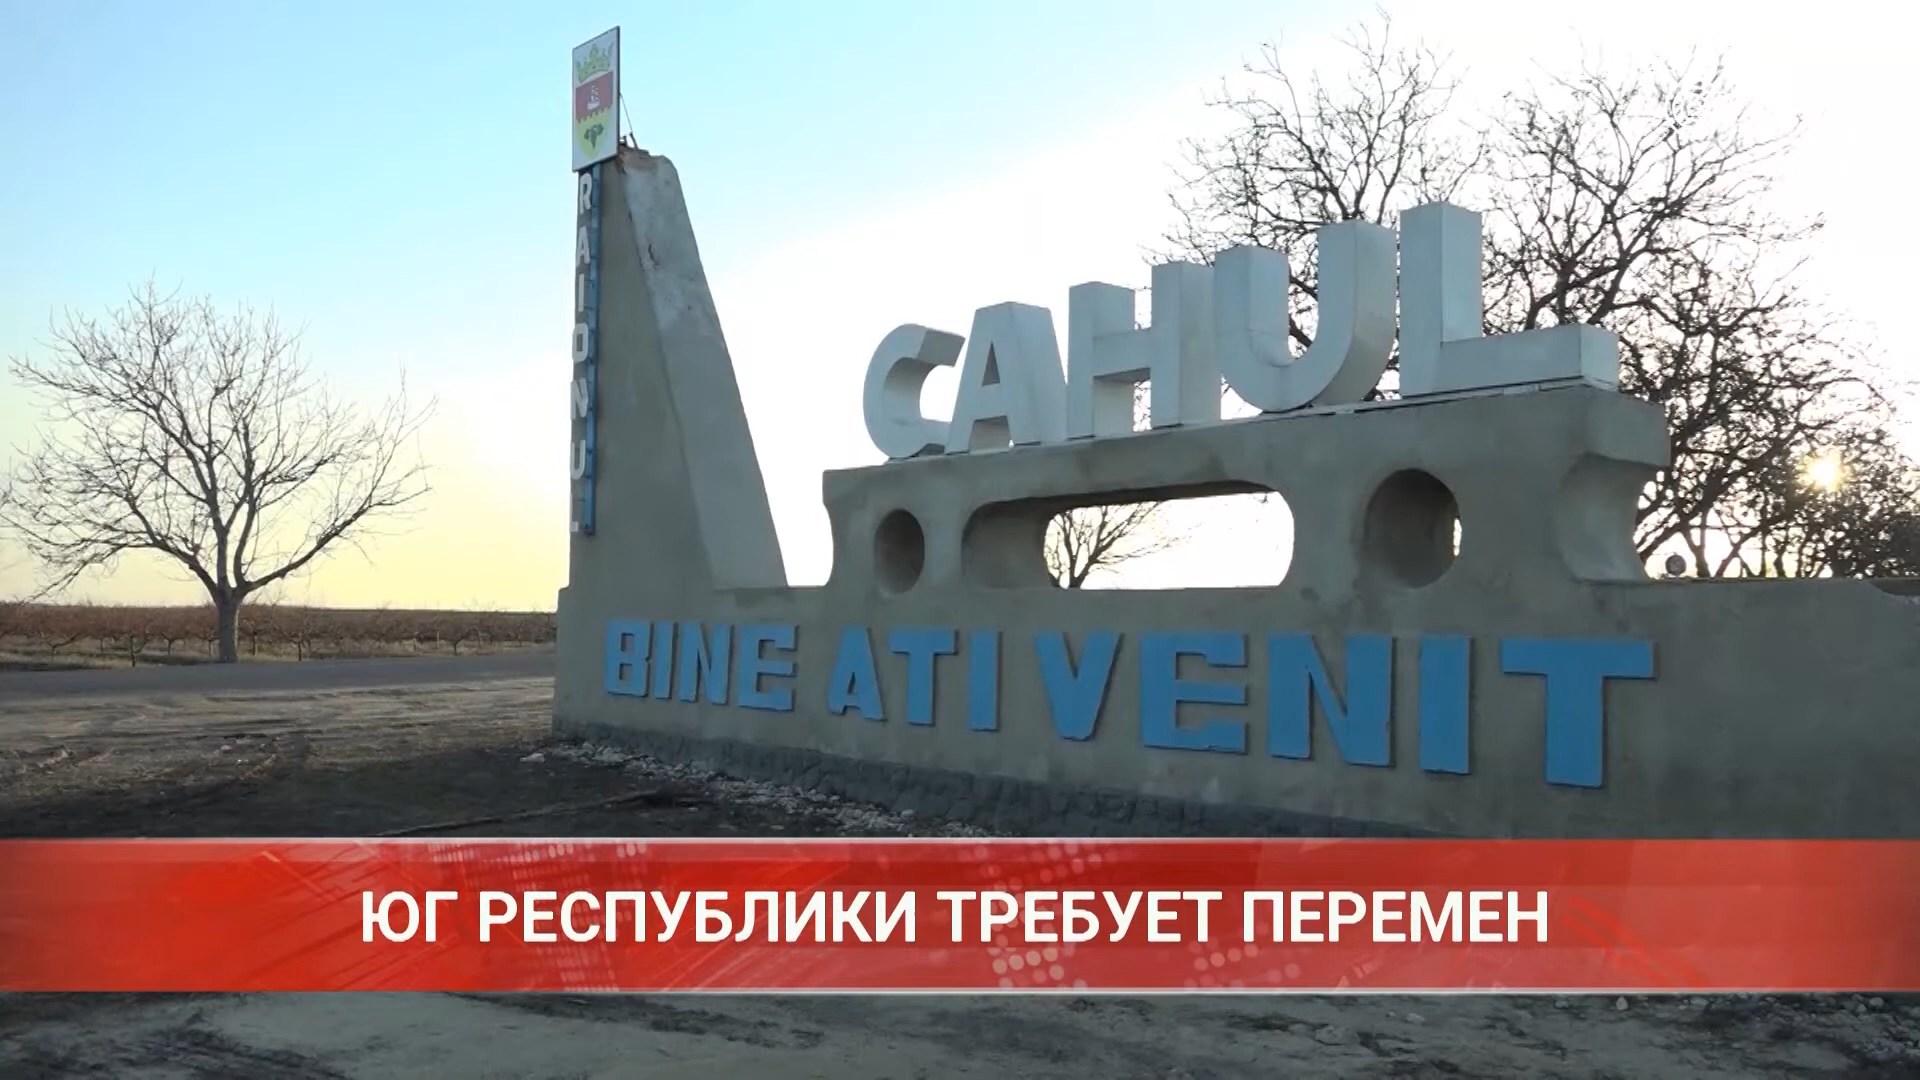 RAIONUL
CAHUL
BINE ATI VENIT
ЮГ РЕСПУБЛИКИ ТРЕБУЕТ ПЕРЕМЕН